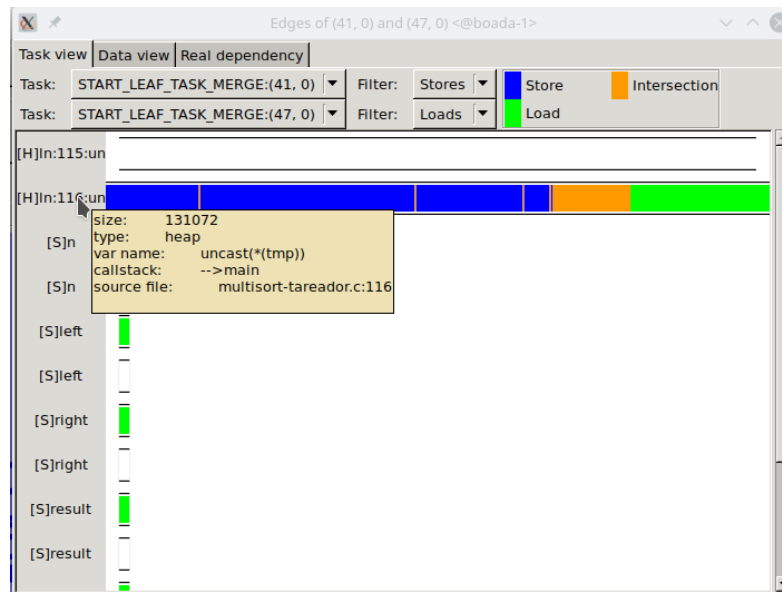 Edges of (41, 0) and (47, 0) <@boada-1>
Task view Data view Real dependency
Task: START_LEAF_TASK_MERGE:(41, 0) Filter: Stores Store Intersection
Task: START_LEAF_TASK_MERGE:(47, 0) Filter: Loads Load
[H]ln:115:un
[H]ln:116:un
size: 131072
type: heap
var name: uncast(*(tmp))
callstack: -->main
source file: multisort-tareador.c:116
[S]n
[S]n
[S]left
[S]left
[S]right
[S]right
[S]result
[S]result